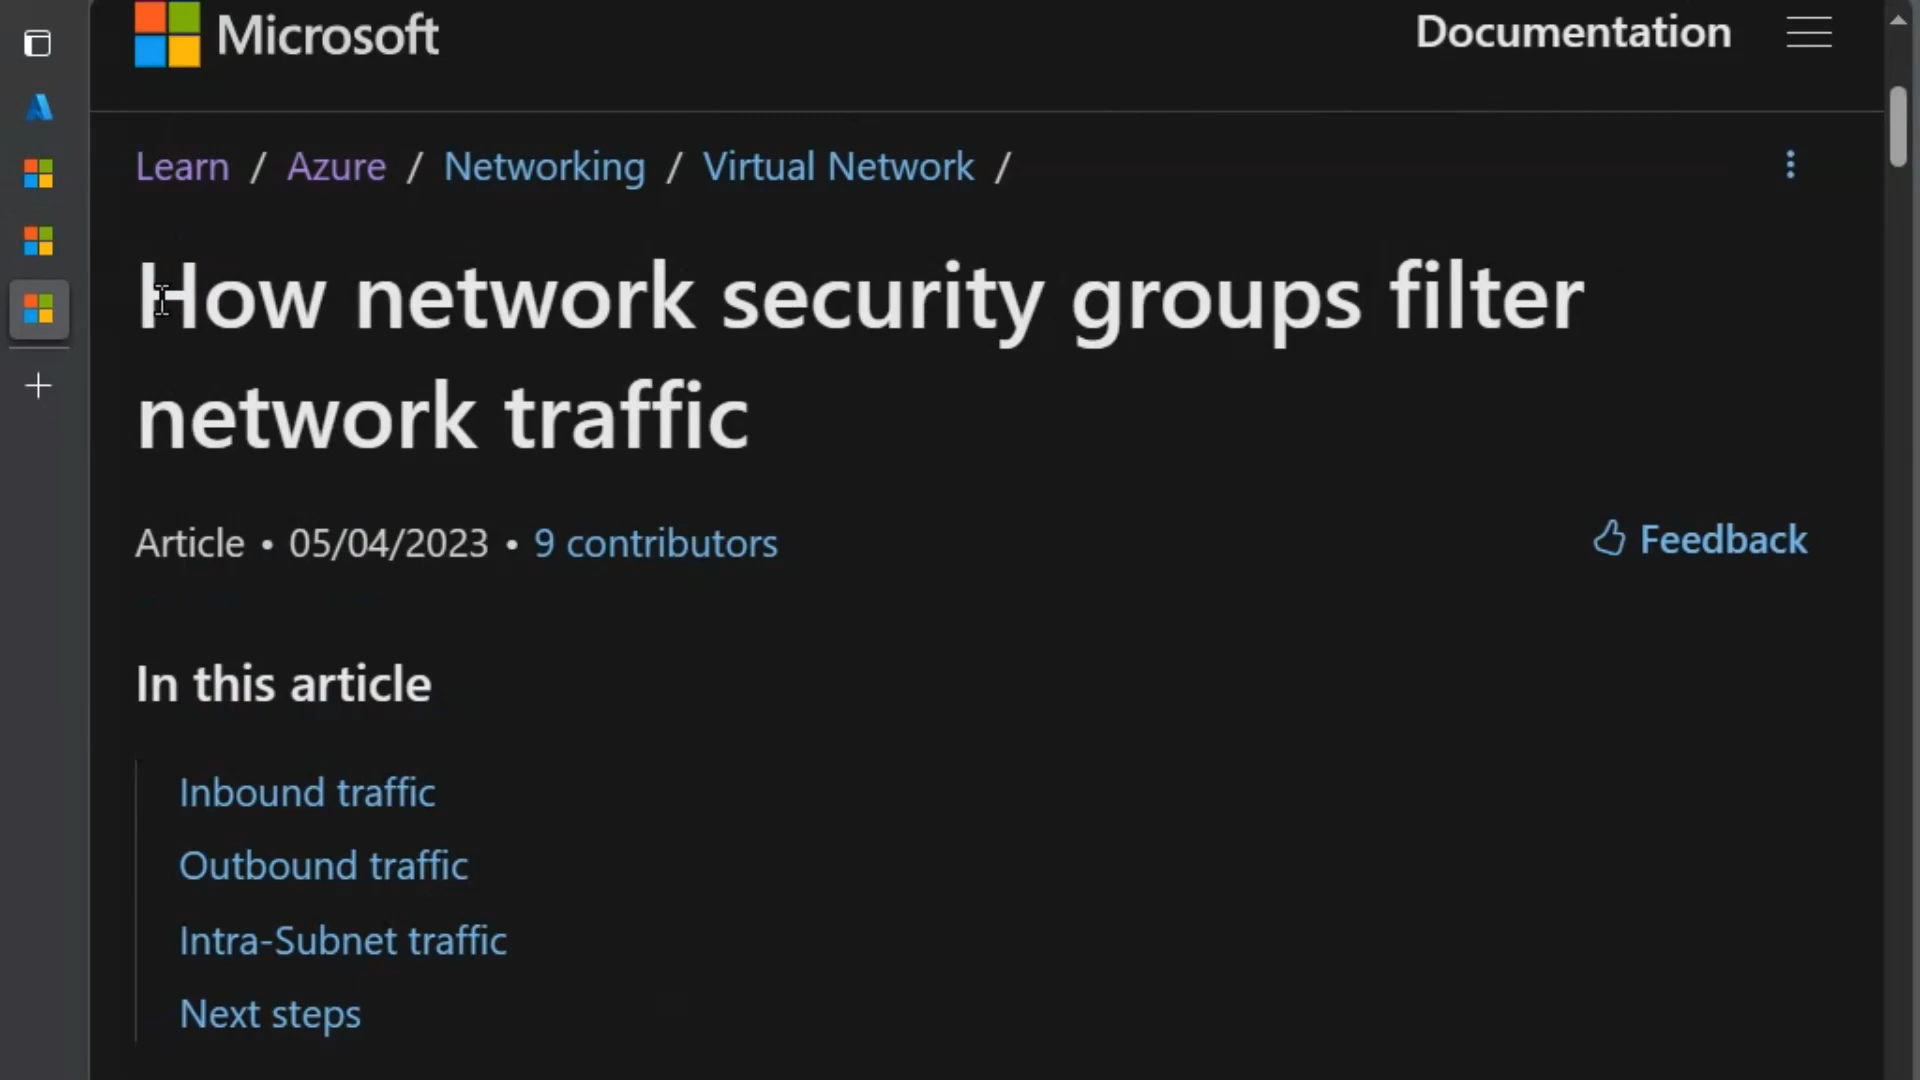 Microsoft Documentation
Learn / Azure / Networking / Virtual Network /
How network security groups filter
network traffic
Article • 05/04/2023 • 9 contributors
Feedback
In this article
Inbound traffic
Outbound traffic
Intra-Subnet traffic
Next steps